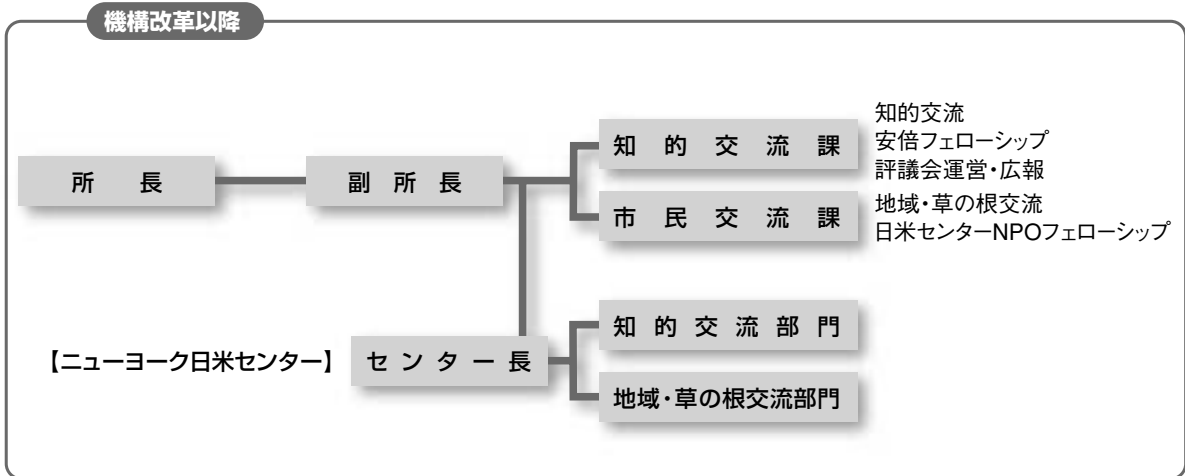 機構改革以降
所長
副所長
知的交流課
知的交流
安倍フェローシップ
評議会運営・広報
市民交流課
地域・草の根交流
日米センターNPOフェローシップ
【ニューヨーク日米センター】
センター長
知的交流部門
地域・草の根交流部門